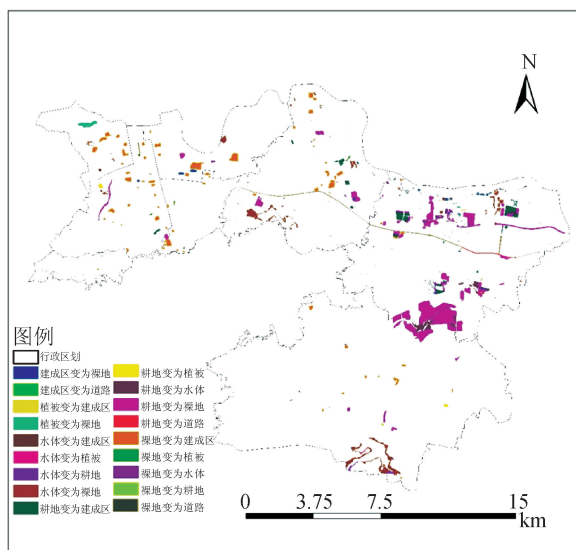 N
图例
行政区划
建成区变为裸地
建成区变为道路
植被变为建成区
植被变为裸地
水体变为建成区
水体变为植被
水体变为耕地
水体变为裸地
耕地变为建成区
耕地变为植被
耕地变为水体
耕地变为裸地
耕地变为道路
裸地变为建成区
裸地变为植被
裸地变为水体
裸地变为耕地
裸地变为道路
0 3.75 7.5 15
km